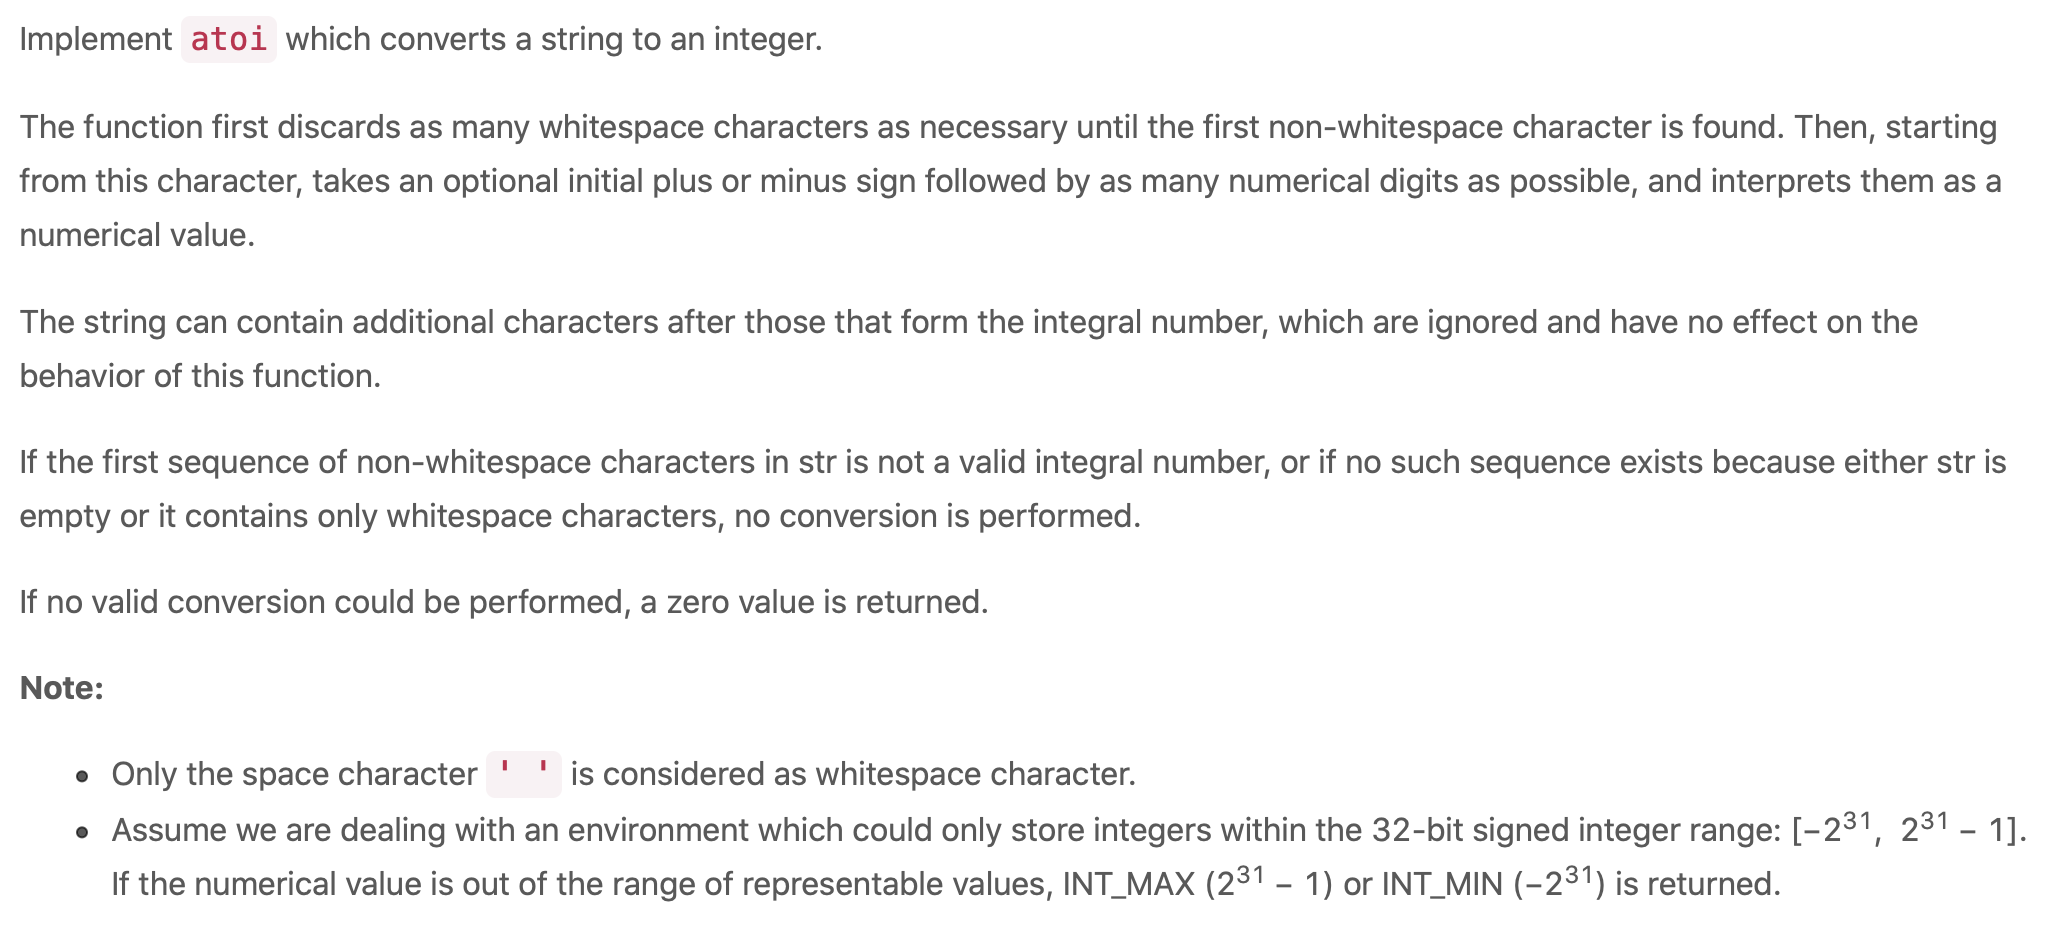 Implement atoi which converts a string to an integer.
The function first discards as many whitespace characters as necessary until the first non-whitespace character is found. Then, starting
from this character, takes an optional initial plus or minus sign followed by as many numerical digits as possible, and interprets them as a
numerical value.
The string can contain additional characters after those that form the integral number, which are ignored and have no effect on the
behavior of this function.
If the first sequence of non-whitespace characters in str is not a valid integral number, or if no such sequence exists because either str is
empty or it contains only whitespace characters, no conversion is performed.
If no valid conversion could be performed, a zero value is returned.
Note:
• Only the space character ' ' is considered as whitespace character.
• Assume we are dealing with an environment which could only store integers within the 32-bit signed integer range: [−2³¹, 2³¹ − 1].
If the numerical value is out of the range of representable values, INT_MAX (2³¹ − 1) or INT_MIN (−2³¹) is returned.